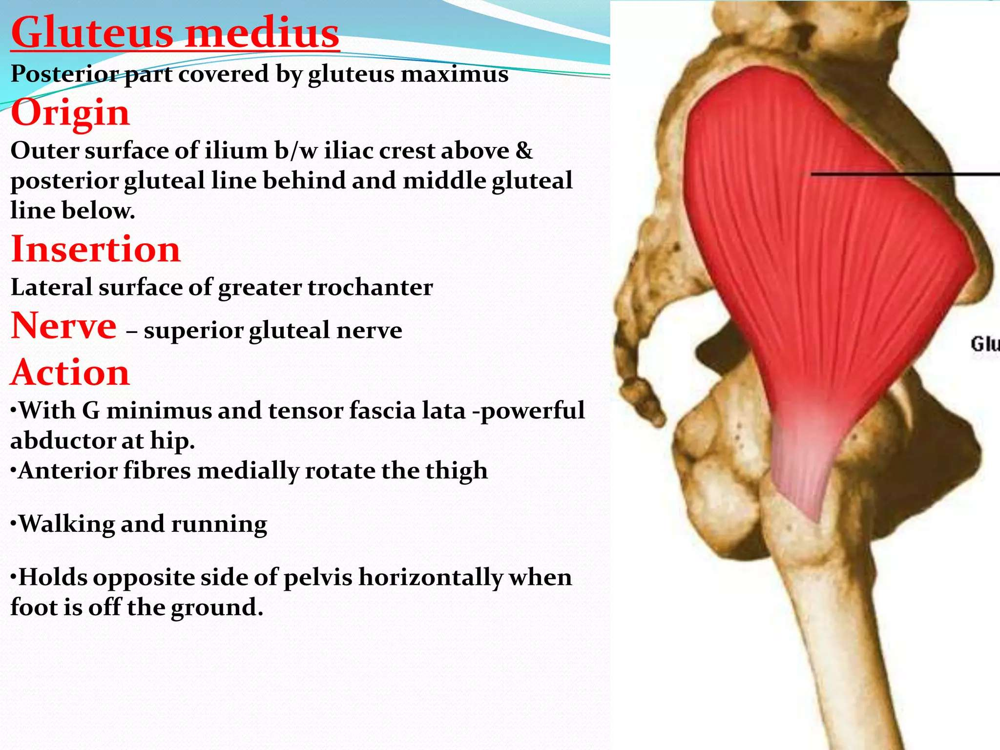 Gluteus medius
Posterior part covered by gluteus maximus
Origin
Outer surface of ilium b/w iliac crest above &
posterior gluteal line behind and middle gluteal
line below.
Insertion
Lateral surface of greater trochanter
Nerve – superior gluteal nerve
Action
•With G minimus and tensor fascia lata -powerful
abductor at hip.
•Anterior fibres medially rotate the thigh
•Walking and running
•Holds opposite side of pelvis horizontally when
foot is off the ground.
Glu